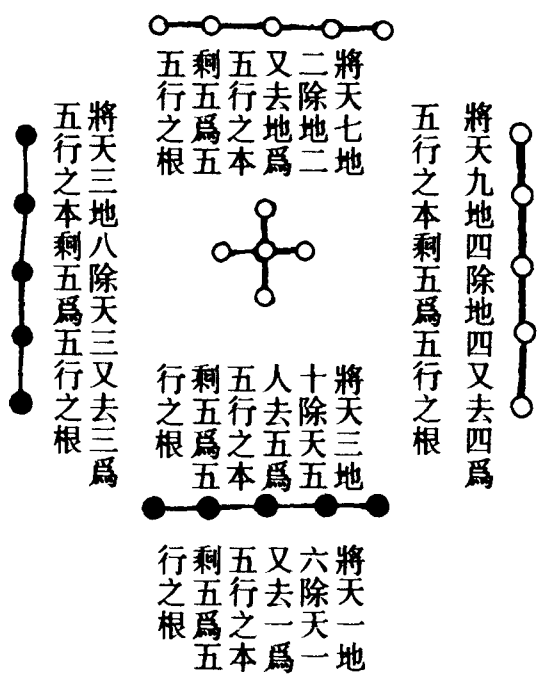 將天七地
二除地二
又去地爲
五行之本
剩五爲五
五行之根
將天九地四除地四又去四爲
五行之本剩五爲五行之根
將天三地八除天三又去三爲
五行之本剩五爲五行之根
將天三地
十除天五
人去五爲
五行之本
剩五爲五
行之根
將天一地
六除天一
又去一爲
五行之本
剩五爲五
行之根